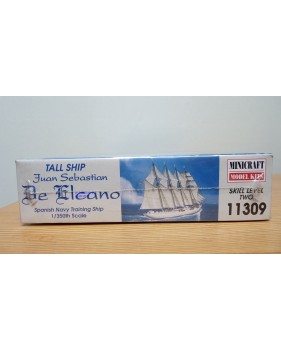 TALL SHIP
Juan Sebastian
De Elcano
Spanish Navy Training Ship
1/350th Scale
MINICRAFT
MODEL KITS
SKILL LEVEL
TWO
11309